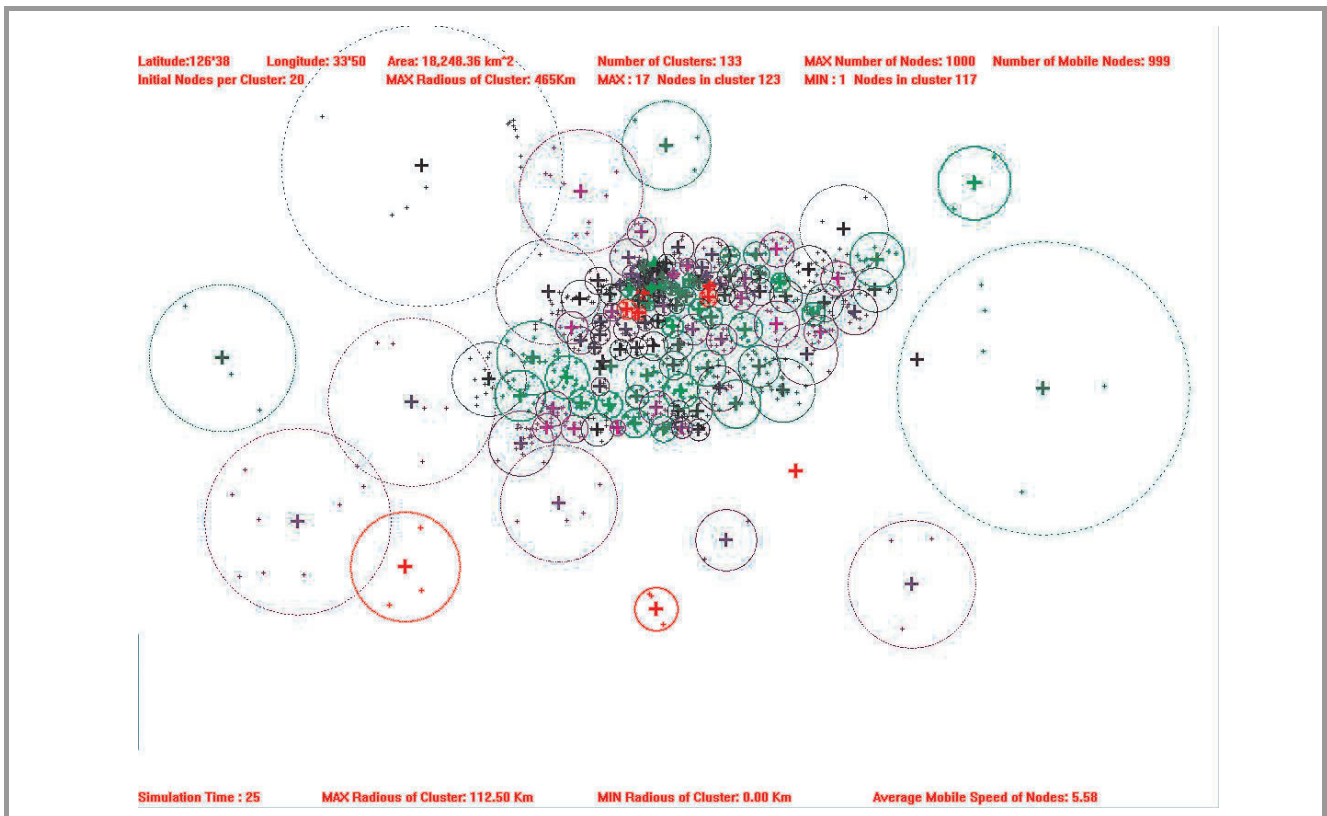 Latitude:126'38 Longitude: 33'50 Area: 18,248.36 km^2 Number of Clusters: 133 MAX Number of Nodes: 1000 Number of Mobile Nodes: 999
Initial Nodes per Cluster: 20 MAX Radious of Cluster: 465Km MAX : 17 Nodes in cluster 123 MIN : 1 Nodes in cluster 117
Simulation Time : 25 MAX Radious of Cluster: 112.50 Km MIN Radious of Cluster: 0.00 Km Average Mobile Speed of Nodes: 5.58